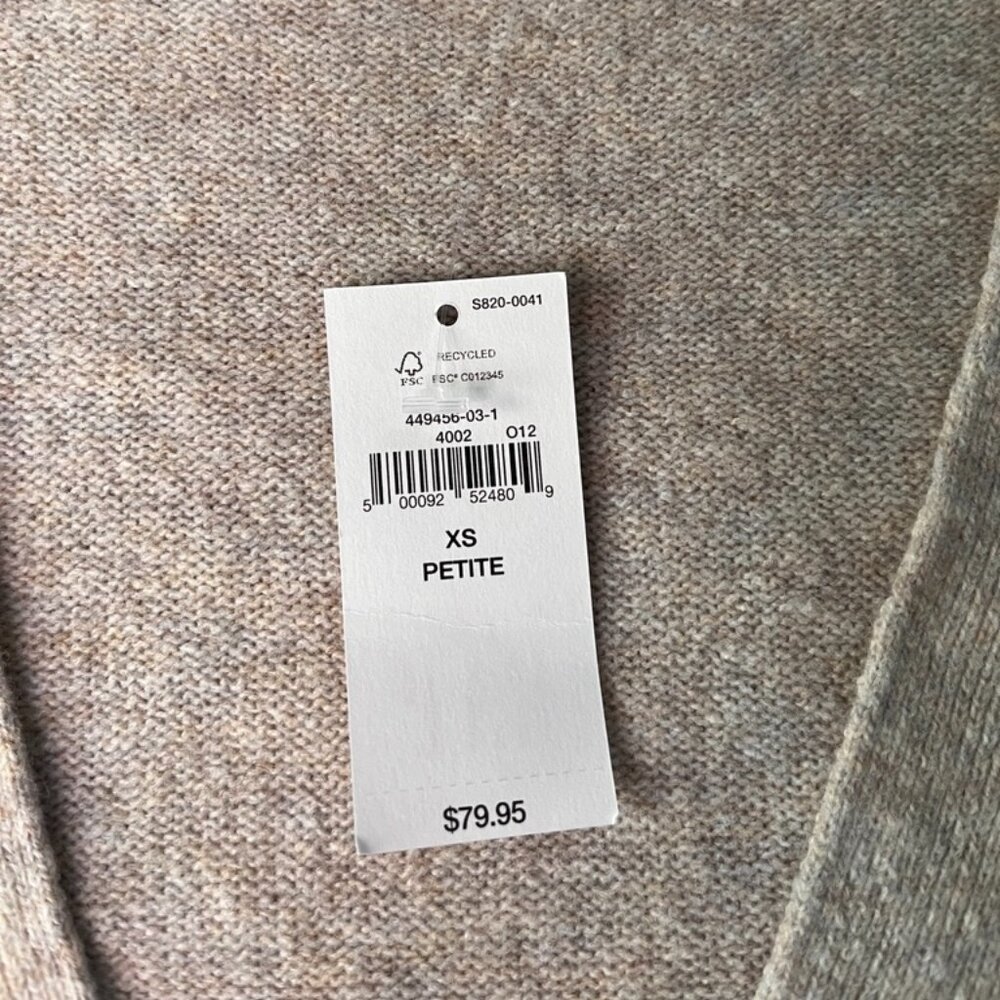 S820-0041
RECYCLED
FSC FSC® C012345
449456-03-1
4002 O12
5 00092 52480 9
XS
PETITE
$79.95